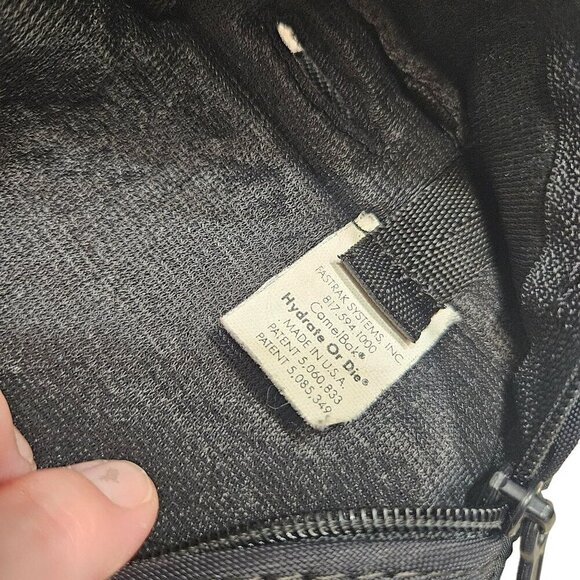 FASTRAK SYSTEMS, INC.
817.594.1000
CamelBak®
Hydrate Or Die®
MADE IN U.S.A.
PATENT 5,060,833
PATENT 5,085,349